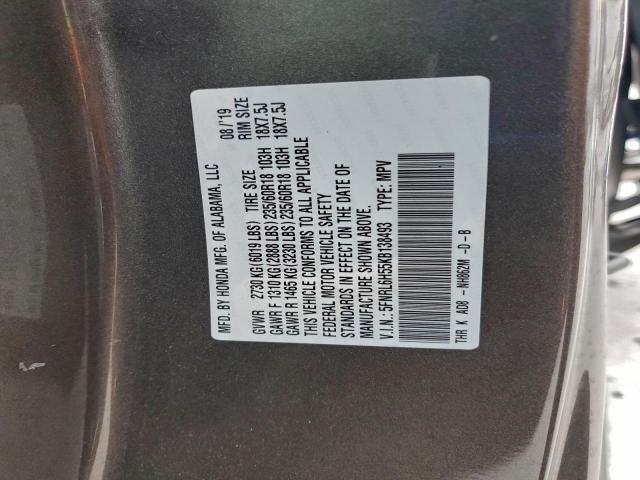 MFD. BY HONDA MFG. OF ALABAMA, LLC 08/'19
GVWR 2730 KG(6019 LBS) TIRE SIZE RIM SIZE
GAWR F 1310 KG(2888 LBS) 235/60R18 103H 18X7.5J
GAWR R 1465 KG(3230 LBS) 235/60R18 103H 18X7.5J
THIS VEHICLE CONFORMS TO ALL APPLICABLE
FEDERAL MOTOR VEHICLE SAFETY
STANDARDS IN EFFECT ON THE DATE OF
MANUFACTURE SHOWN ABOVE.
V.I.N.: 5FNRL6H55KB133493 TYPE: MPV
THR K AD8 -NH862M -D-B